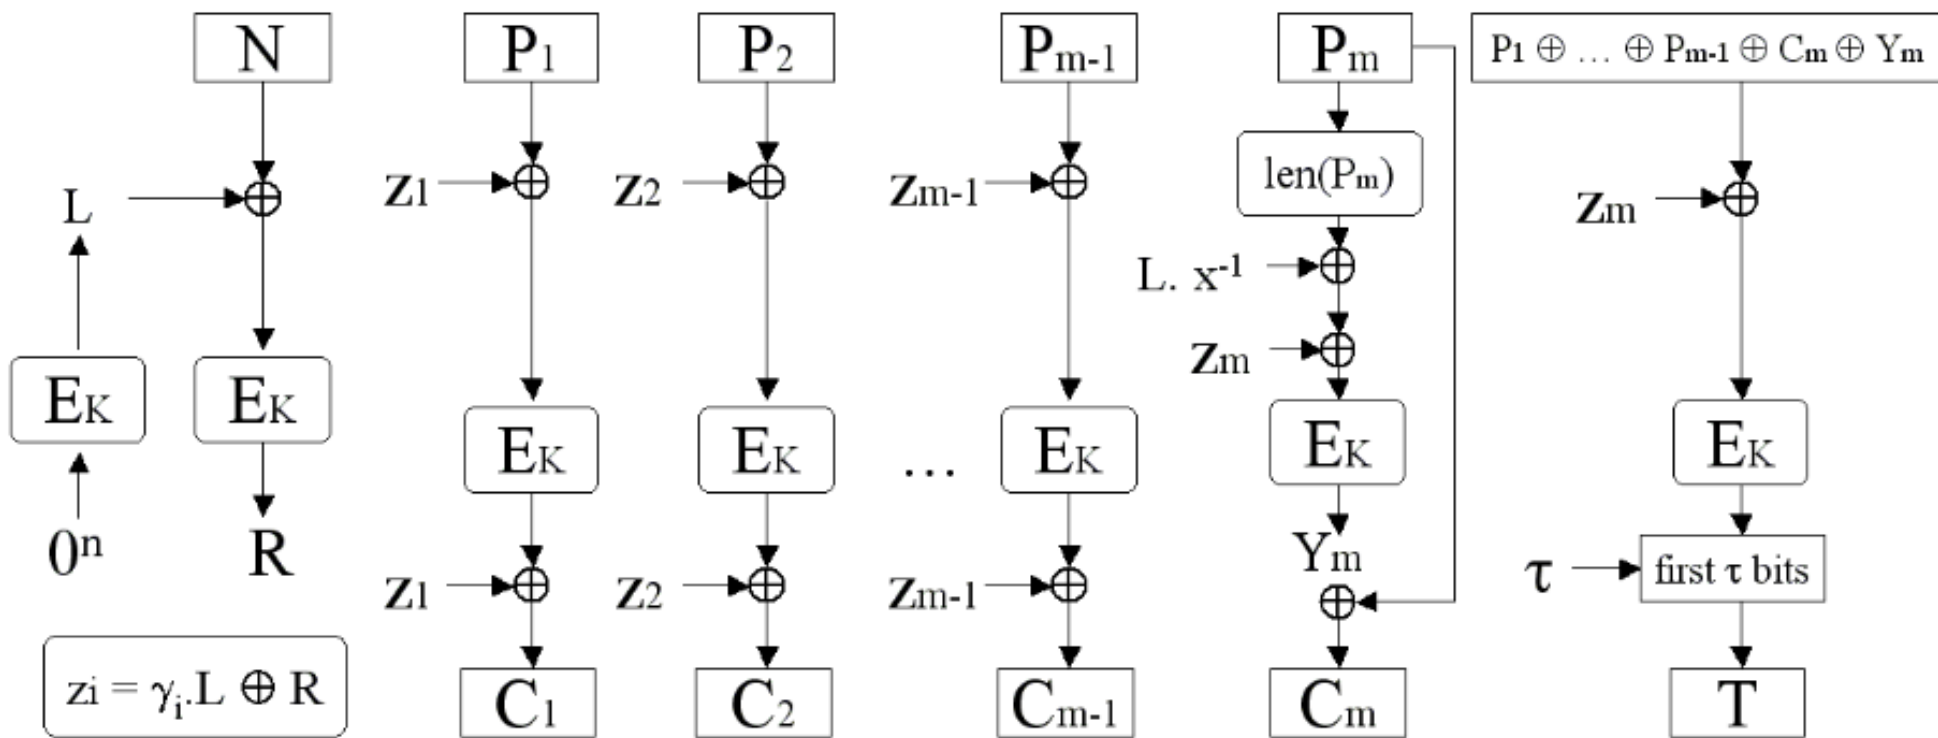 N P₁ P₂ Pm-1 Pm P₁ ⊕ … ⊕ Pm-1 ⊕ Cm ⊕ Ym
len(Pm)
L z₁ z₂ zm-1 zm
L. x⁻¹
zm
EK EK EK EK … EK EK EK
0ⁿ R Ym τ first τ bits
z₁ z₂ zm-1
zi = γi.L ⊕ R C₁ C₂ Cm-1 Cm T